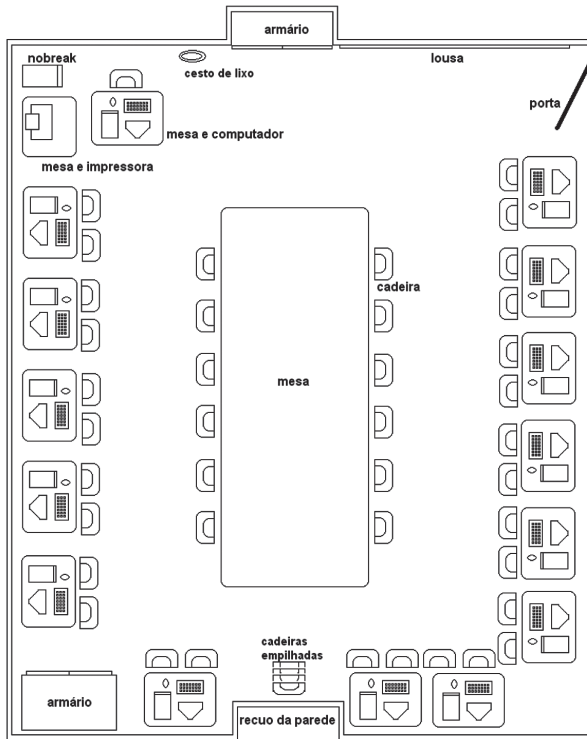 armário
nobreak
cesto de lixo
lousa
porta
mesa e computador
mesa e impressora
cadeira
mesa
cadeiras
empilhadas
armário
recuo da parede